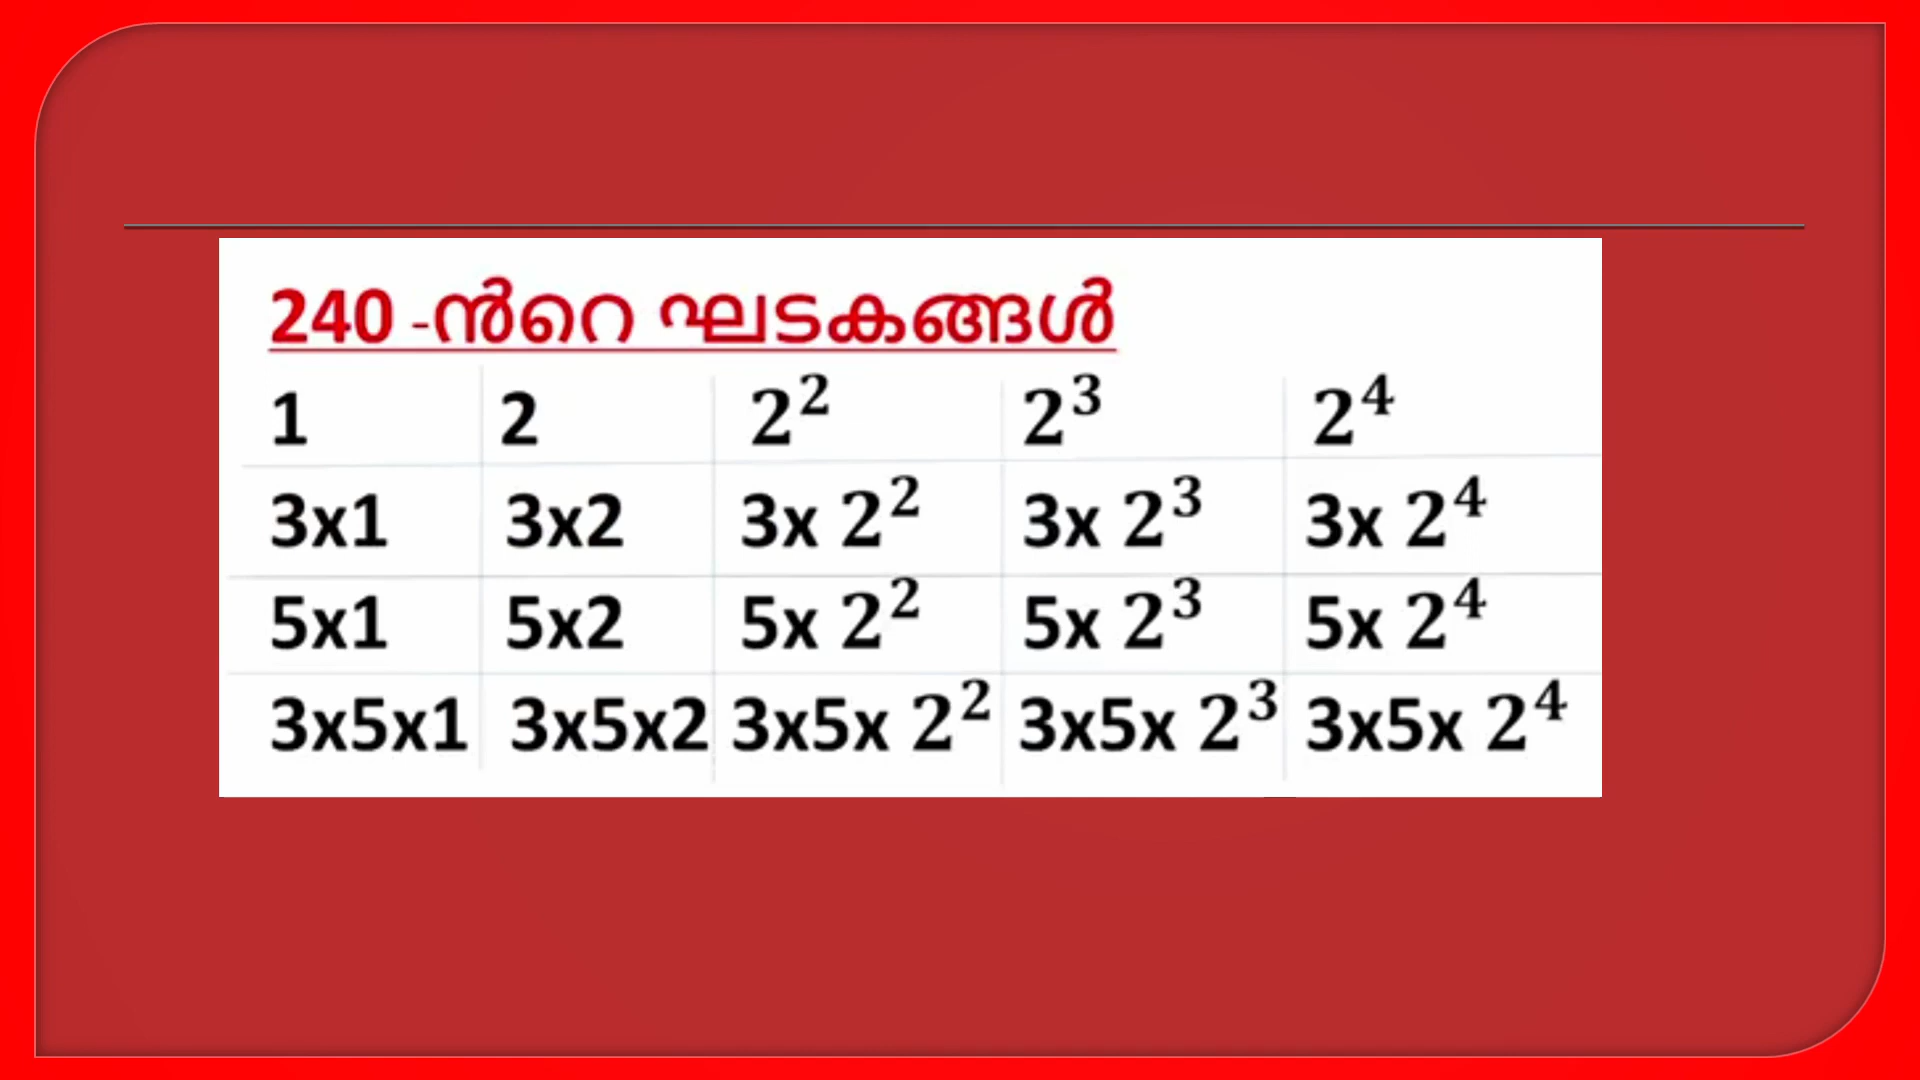 240 -ൻറെ ഘടകങ്ങൾ
1 2 2² 2³ 2⁴
3x1 3x2 3x 2² 3x 2³ 3x 2⁴
5x1 5x2 5x 2² 5x 2³ 5x 2⁴
3x5x1 3x5x2 3x5x 2² 3x5x 2³ 3x5x 2⁴